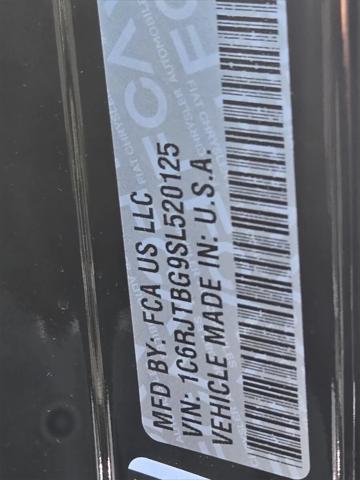 MFD BY: FCA US LLC
VIN: 1C6RJTBG9SL520125
VEHICLE MADE IN: U.S.A.